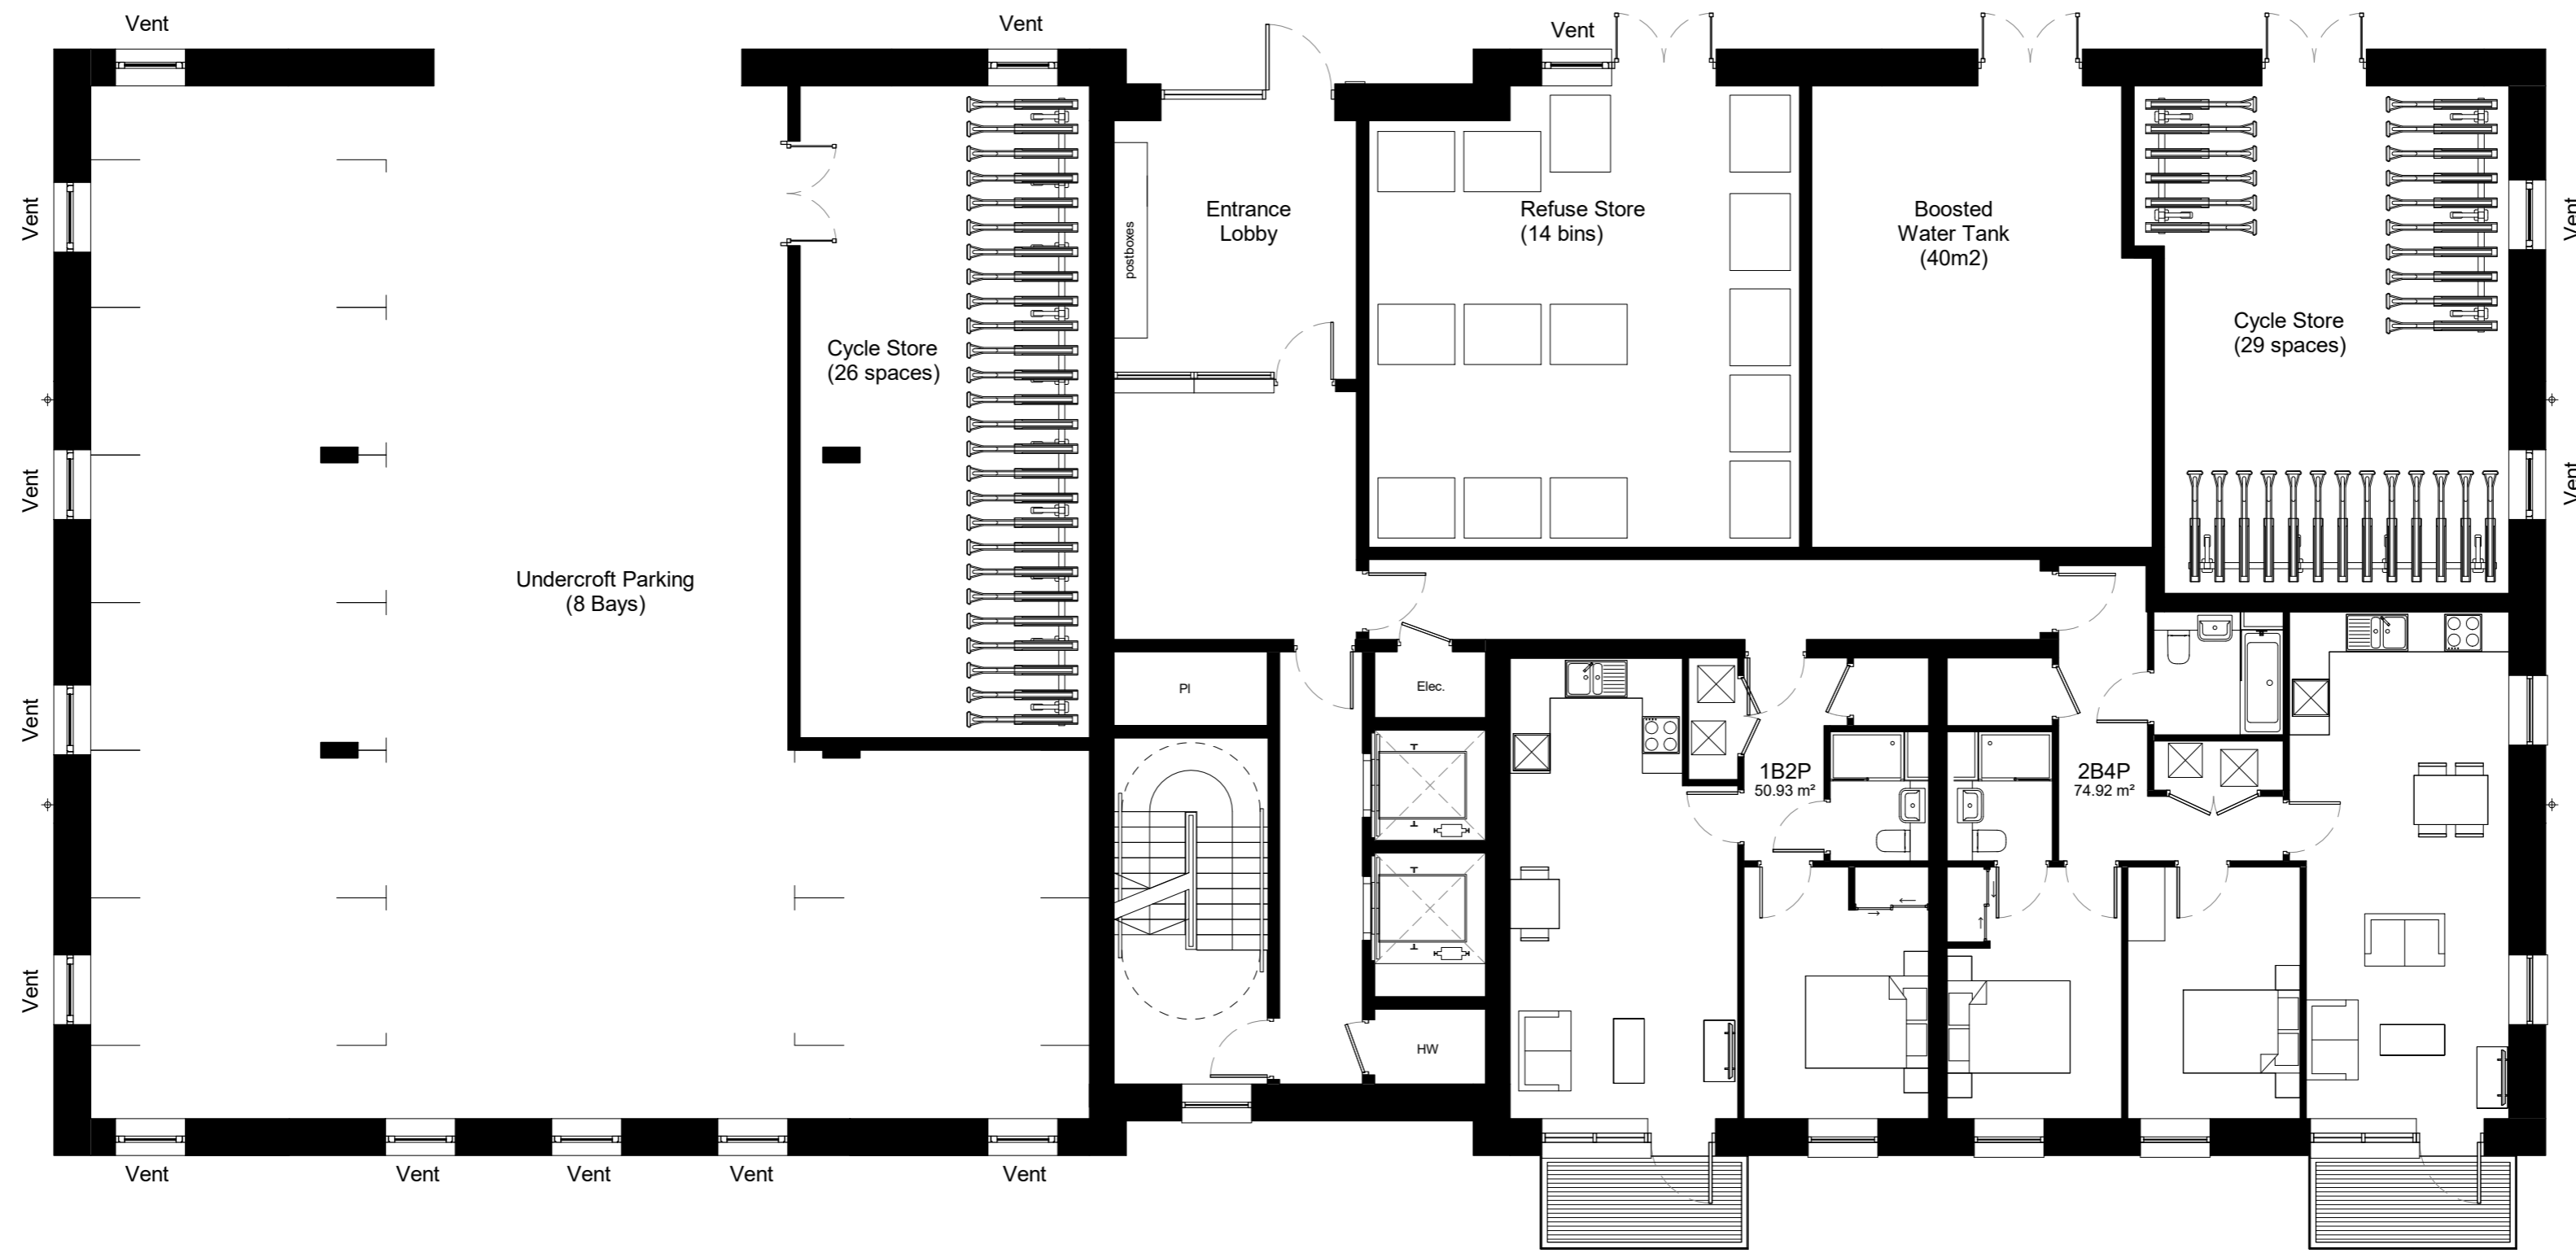 Vent
Vent
Vent
Vent
Vent
Entrance
Lobby
postboxes
Refuse Store
(14 bins)
Boosted
Water Tank
(40m2)
Cycle Store
(29 spaces)
Cycle Store
(26 spaces)
Vent
Vent
Undercroft Parking
(8 Bays)
PI
Elec.
Vent
1B2P
50.93 m²
2B4P
74.92 m²
Vent
HW
Vent
Vent
Vent
Vent
Vent